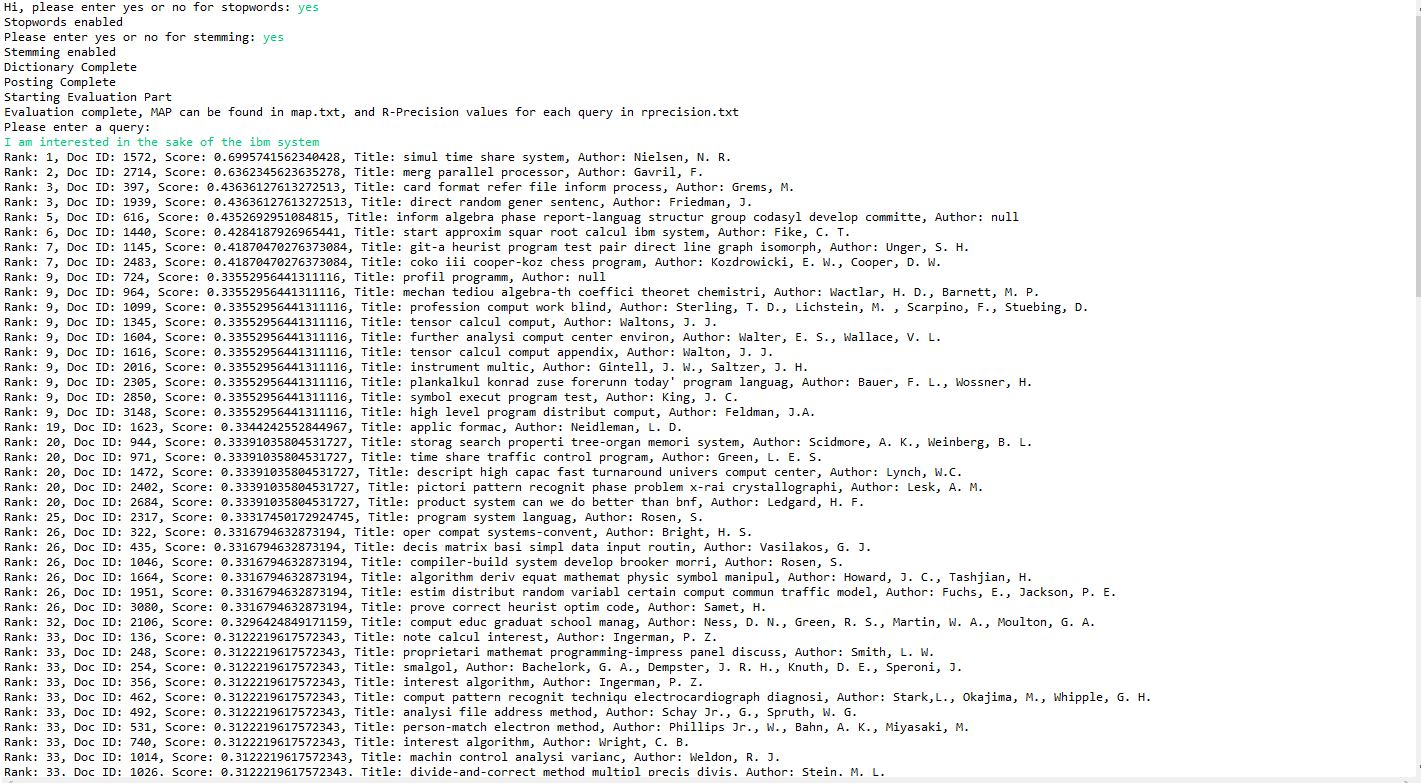 Hi, please enter yes or no for stopwords: yes
Stopwords enabled
Please enter yes or no for stemming: yes
Stemming enabled
Dictionary Complete
Posting Complete
Starting Evaluation Part
Evaluation complete, MAP can be found in map.txt, and R-Precision values for each query in rprecision.txt
Please enter a query:
I am interested in the sake of the ibm system
Rank: 1, Doc ID: 1572, Score: 0.6995741562340428, Title: simul time share system, Author: Nielsen, N. R.
Rank: 2, Doc ID: 2714, Score: 0.6362345623635278, Title: merg parallel processor, Author: Gavril, F.
Rank: 3, Doc ID: 397, Score: 0.43636127613272513, Title: card format refer file inform process, Author: Grems, M.
Rank: 3, Doc ID: 1939, Score: 0.43636127613272513, Title: direct random gener sentenc, Author: Friedman, J.
Rank: 5, Doc ID: 616, Score: 0.4352692951084815, Title: inform algebra phase report-languag structur group codasyl develop committe, Author: null
Rank: 6, Doc ID: 1440, Score: 0.4284187926965441, Title: start approxim squar root calcul ibm system, Author: Fike, C. T.
Rank: 7, Doc ID: 1145, Score: 0.41870470276373084, Title: git-a heurist program test pair direct line graph isomorph, Author: Unger, S. H.
Rank: 7, Doc ID: 2483, Score: 0.41870470276373084, Title: coko iii cooper-koz chess program, Author: Kozdrowicki, E. W., Cooper, D. W.
Rank: 9, Doc ID: 724, Score: 0.33552956441311116, Title: profil programm, Author: null
Rank: 9, Doc ID: 964, Score: 0.33552956441311116, Title: mechan tediou algebra-th coeffici theoret chemistri, Author: Wactlar, H. D., Barnett, M. P.
Rank: 9, Doc ID: 1099, Score: 0.33552956441311116, Title: profession comput work blind, Author: Sterling, T. D., Lichstein, M. , Scarpino, F., Stuebing, D.
Rank: 9, Doc ID: 1345, Score: 0.33552956441311116, Title: tensor calcul comput, Author: Waltons, J. J.
Rank: 9, Doc ID: 1604, Score: 0.33552956441311116, Title: further analysi comput center environ, Author: Walter, E. S., Wallace, V. L.
Rank: 9, Doc ID: 1616, Score: 0.33552956441311116, Title: tensor calcul comput appendix, Author: Walton, J. J.
Rank: 9, Doc ID: 2016, Score: 0.33552956441311116, Title: instrument multic, Author: Gintell, J. W., Saltzer, J. H.
Rank: 9, Doc ID: 2305, Score: 0.33552956441311116, Title: plankalkul konrad zuse forerunn today' program languag, Author: Bauer, F. L., Wossner, H.
Rank: 9, Doc ID: 2850, Score: 0.33552956441311116, Title: symbol execut program test, Author: King, J. C.
Rank: 9, Doc ID: 3148, Score: 0.33552956441311116, Title: high level program distribut comput, Author: Feldman, J.A.
Rank: 19, Doc ID: 1623, Score: 0.3344242552844967, Title: applic formac, Author: Neidleman, L. D.
Rank: 20, Doc ID: 944, Score: 0.33391035804531727, Title: storag search properti tree-organ memori system, Author: Scidmore, A. K., Weinberg, B. L.
Rank: 20, Doc ID: 971, Score: 0.33391035804531727, Title: time share traffic control program, Author: Green, L. E. S.
Rank: 20, Doc ID: 1472, Score: 0.33391035804531727, Title: descript high capac fast turnaround univers comput center, Author: Lynch, W.C.
Rank: 20, Doc ID: 2402, Score: 0.33391035804531727, Title: pictori pattern recognit phase problem x-rai crystallographi, Author: Lesk, A. M.
Rank: 20, Doc ID: 2684, Score: 0.33391035804531727, Title: product system can we do better than bnf, Author: Ledgard, H. F.
Rank: 25, Doc ID: 2317, Score: 0.33317450172924745, Title: program system languag, Author: Rosen, S.
Rank: 26, Doc ID: 322, Score: 0.3316794632873194, Title: oper compat systems-convent, Author: Bright, H. S.
Rank: 26, Doc ID: 435, Score: 0.3316794632873194, Title: decis matrix basi simpl data input routin, Author: Vasilakos, G. J.
Rank: 26, Doc ID: 1046, Score: 0.3316794632873194, Title: compiler-build system develop brooker morri, Author: Rosen, S.
Rank: 26, Doc ID: 1664, Score: 0.3316794632873194, Title: algorithm deriv equat mathemat physic symbol manipul, Author: Howard, J. C., Tashjian, H.
Rank: 26, Doc ID: 1951, Score: 0.3316794632873194, Title: estim distribut random variabl certain comput commun traffic model, Author: Fuchs, E., Jackson, P. E.
Rank: 26, Doc ID: 3080, Score: 0.3316794632873194, Title: prove correct heurist optim code, Author: Samet, H.
Rank: 32, Doc ID: 2106, Score: 0.3296424849171159, Title: comput educ graduat school manag, Author: Ness, D. N., Green, R. S., Martin, W. A., Moulton, G. A.
Rank: 33, Doc ID: 136, Score: 0.3122219617572343, Title: note calcul interest, Author: Ingerman, P. Z.
Rank: 33, Doc ID: 248, Score: 0.3122219617572343, Title: proprietari mathemat programming-impress panel discuss, Author: Smith, L. W.
Rank: 33, Doc ID: 254, Score: 0.3122219617572343, Title: smalgol, Author: Bachelork, G. A., Dempster, J. R. H., Knuth, D. E., Speroni, J.
Rank: 33, Doc ID: 356, Score: 0.3122219617572343, Title: interest algorithm, Author: Ingerman, P. Z.
Rank: 33, Doc ID: 462, Score: 0.3122219617572343, Title: comput pattern recognit techniqu electrocardiograph diagnosi, Author: Stark,L., Okajima, M., Whipple, G. H.
Rank: 33, Doc ID: 492, Score: 0.3122219617572343, Title: analysi file address method, Author: Schay Jr., G., Spruth, W. G.
Rank: 33, Doc ID: 531, Score: 0.3122219617572343, Title: person-match electron method, Author: Phillips Jr., W., Bahn, A. K., Miyasaki, M.
Rank: 33, Doc ID: 740, Score: 0.3122219617572343, Title: interest algorithm, Author: Wright, C. B.
Rank: 33, Doc ID: 1014, Score: 0.3122219617572343, Title: machin control analysi varianc, Author: Weldon, R. J.
Rank: 33, Doc ID: 1026, Score: 0.3122219617572343, Title: divide-and-correct method multipl precis divis, Author: Stein, M. L.